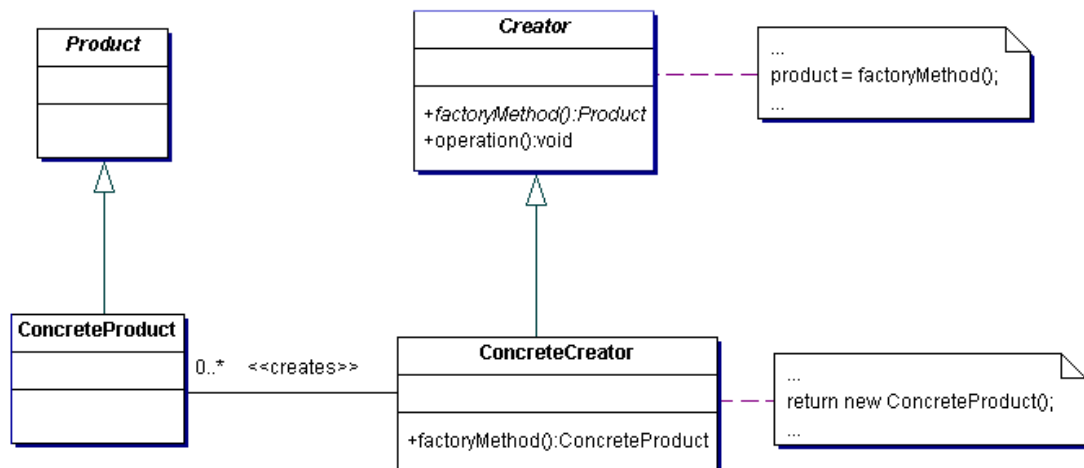 Product
Creator
+factoryMethod():Product
+operation():void
...
product = factoryMethod();
...
ConcreteProduct
0..* <<creates>>
ConcreteCreator
+factoryMethod():ConcreteProduct
...
return new ConcreteProduct();
...